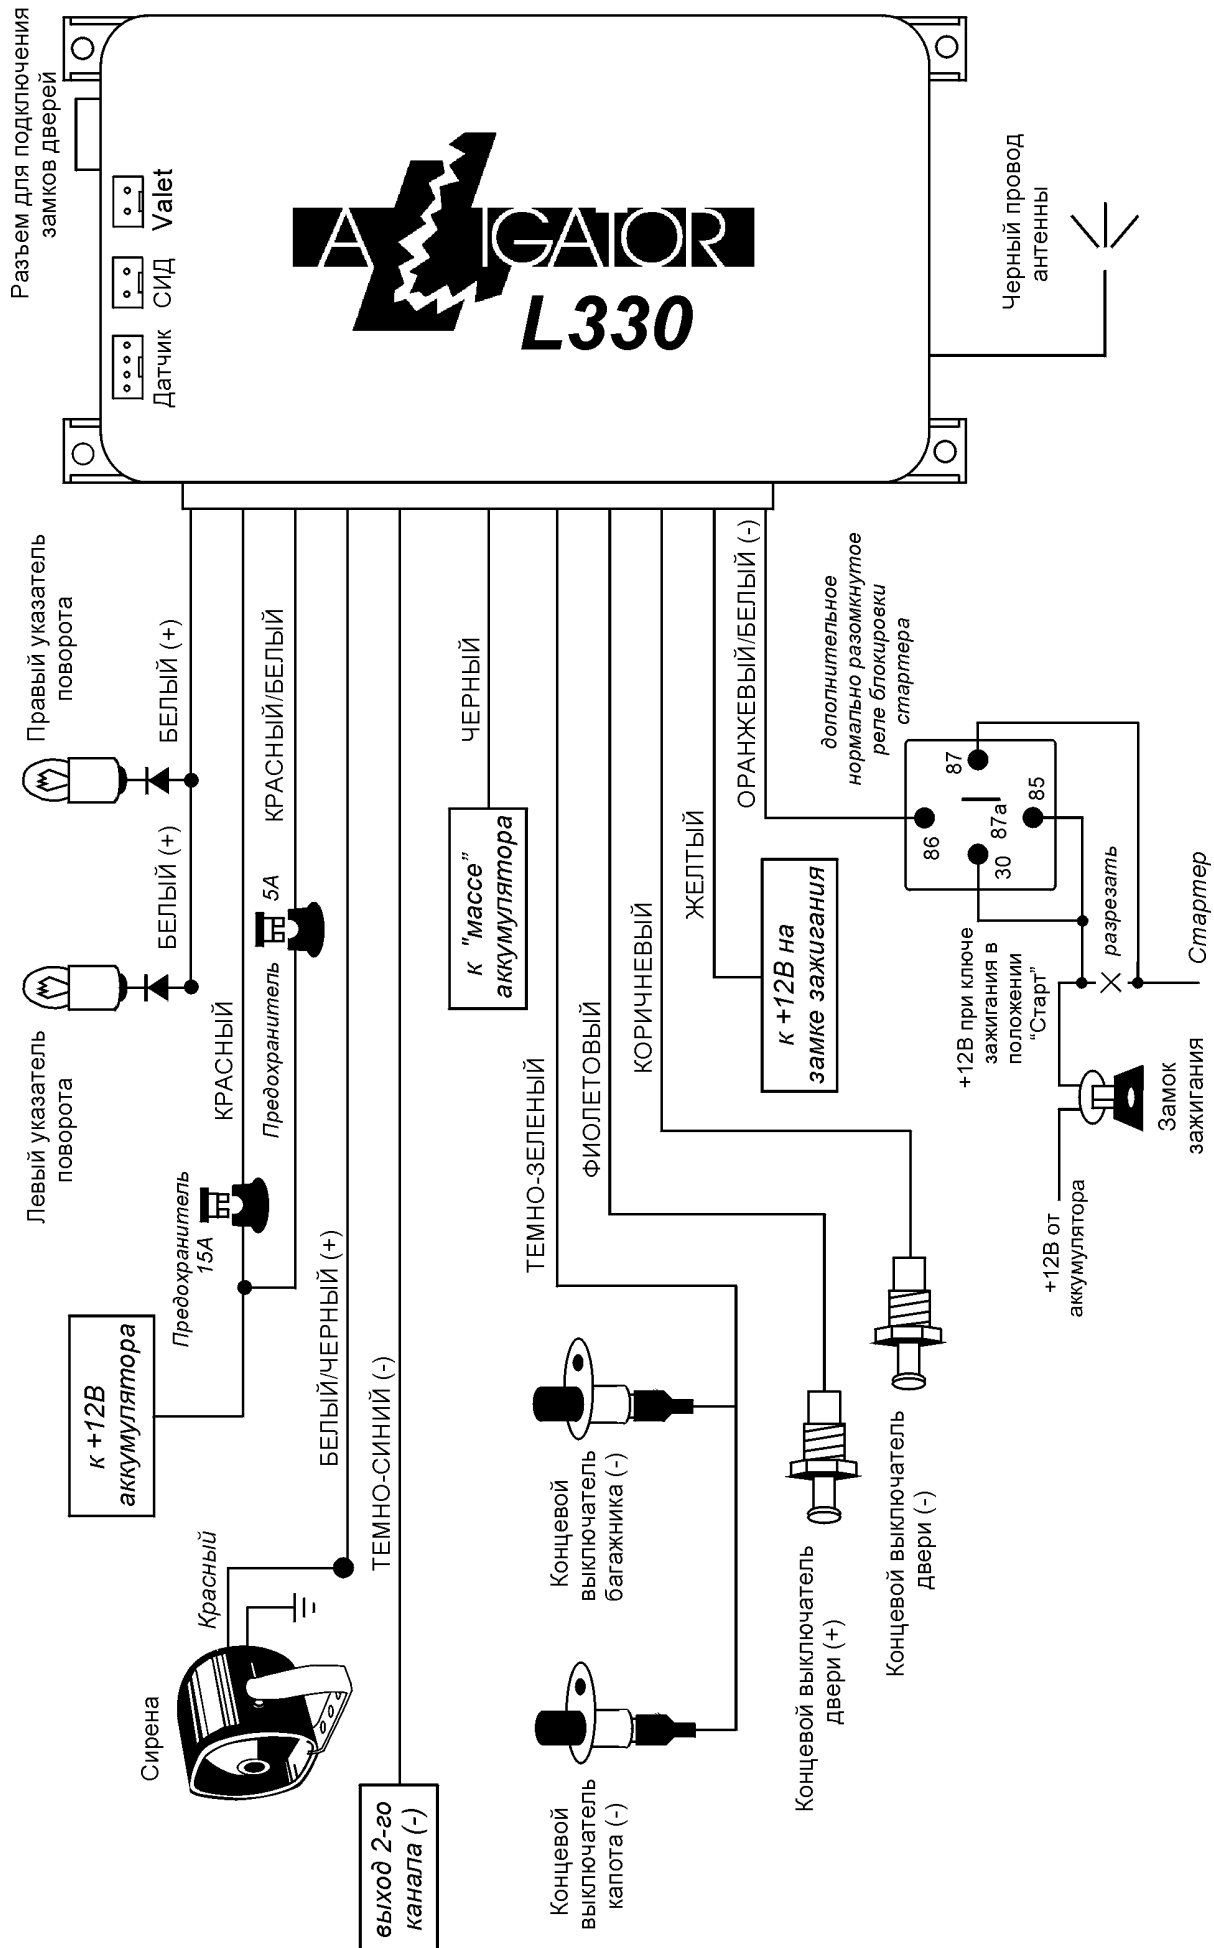 Разъем для подключения
замков дверей
Valet
СИД
Датчик
ALLIGATOR
L330
Черный провод
антенны
Правый указатель
поворота
БЕЛЫЙ (+)
Левый указатель
поворота
БЕЛЫЙ (+)
КРАСНЫЙ
Предохранитель
15А
КРАСНЫЙ/БЕЛЫЙ
Предохранитель 5А
к +12В
аккумулятора
БЕЛЫЙ/ЧЕРНЫЙ (+)
Красный
Сирена
ТЕМНО-СИНИЙ (-)
выход 2-го
канала (-)
ЧЕРНЫЙ
к "массе"
аккумулятора
ТЕМНО-ЗЕЛЕНЫЙ
Концевой
выключатель
багажника (-)
Концевой
выключатель
капота (-)
ФИОЛЕТОВЫЙ
Концевой выключатель
двери (+)
КОРИЧНЕВЫЙ
Концевой выключатель
двери (-)
ЖЕЛТЫЙ
к +12В на
замке зажигания
ОРАНЖЕВЫЙ/БЕЛЫЙ (-)
дополнительное
нормально разомкнутое
реле блокировки
стартера
86
87
87а
30
85
+12В при ключе
зажигания в
положении
“Старт”
разрезать
Стартер
Замок
зажигания
+12В от
аккумулятора